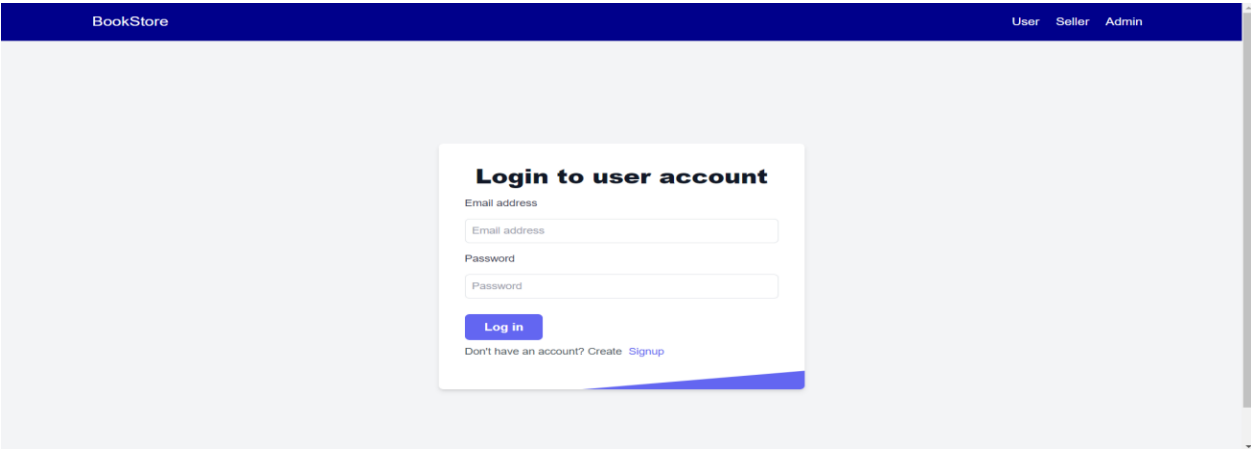 BookStore User Seller Admin
Login to user account
Email address
Email address
Password
Password
Log in
Don't have an account? Create Signup